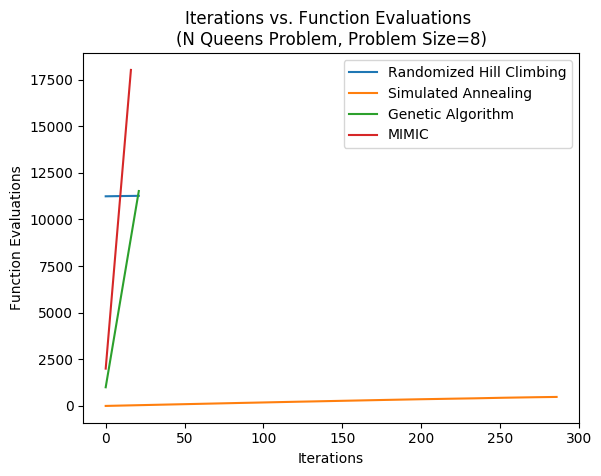 Iterations vs. Function Evaluations
(N Queens Problem, Problem Size=8)
Randomized Hill Climbing
Simulated Annealing
Genetic Algorithm
MIMIC
Function Evaluations
17500
15000
12500
10000
7500
5000
2500
0
0 50 100 150 200 250 300
Iterations